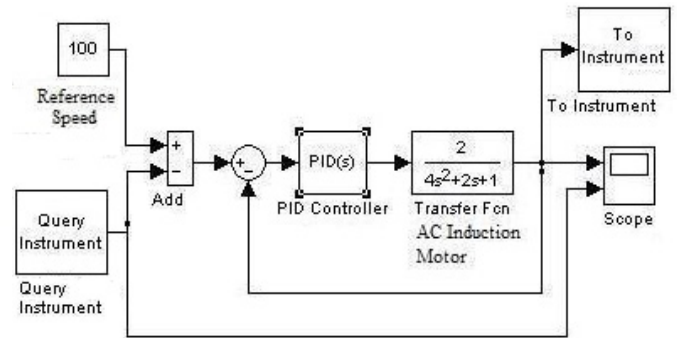 100
Reference
Speed
To
Instrument
To Instrument
+
−
Add
+
−
PID(s)
PID Controller
2
4s²+2s+1
Transfer Fcn
AC Induction
Motor
Scope
Query
Instrument
Query
Instrument